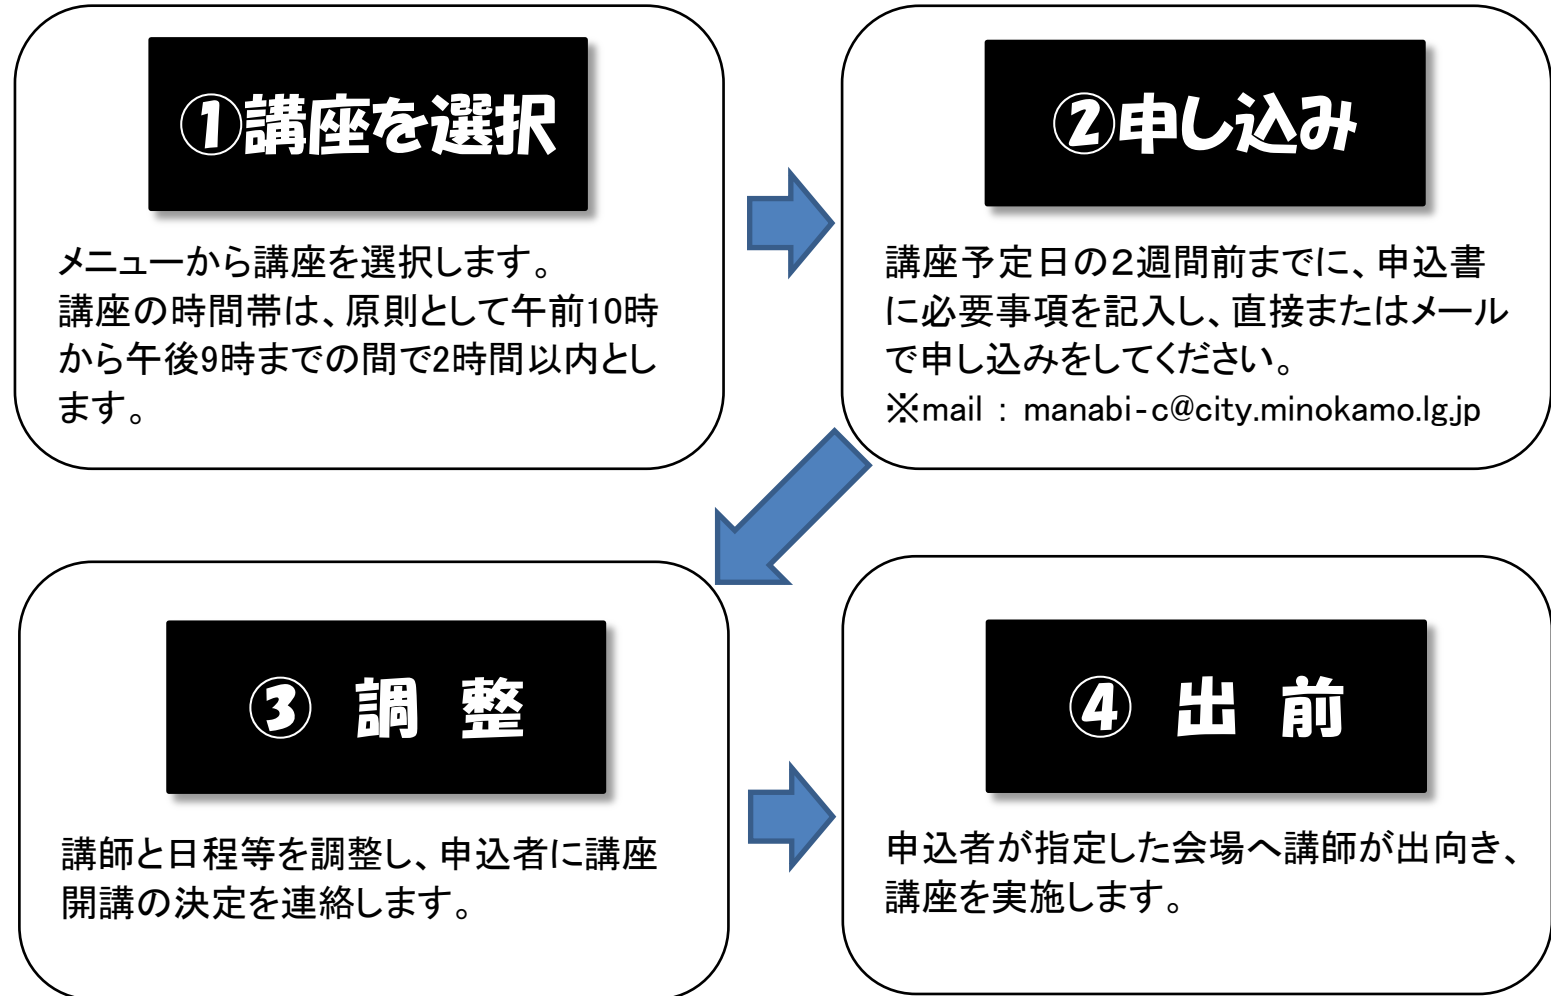 ①講座を選択
メニューから講座を選択します。
講座の時間帯は、原則として午前10時
から午後9時までの間で2時間以内とし
ます。
②申し込み
講座予定日の２週間前までに、申込書
に必要事項を記入し、直接またはメール
で申し込みをしてください。
※mail : manabi-c@city.minokamo.lg.jp
③ 調 整
講師と日程等を調整し、申込者に講座
開講の決定を連絡します。
④ 出 前
申込者が指定した会場へ講師が出向き、
講座を実施します。